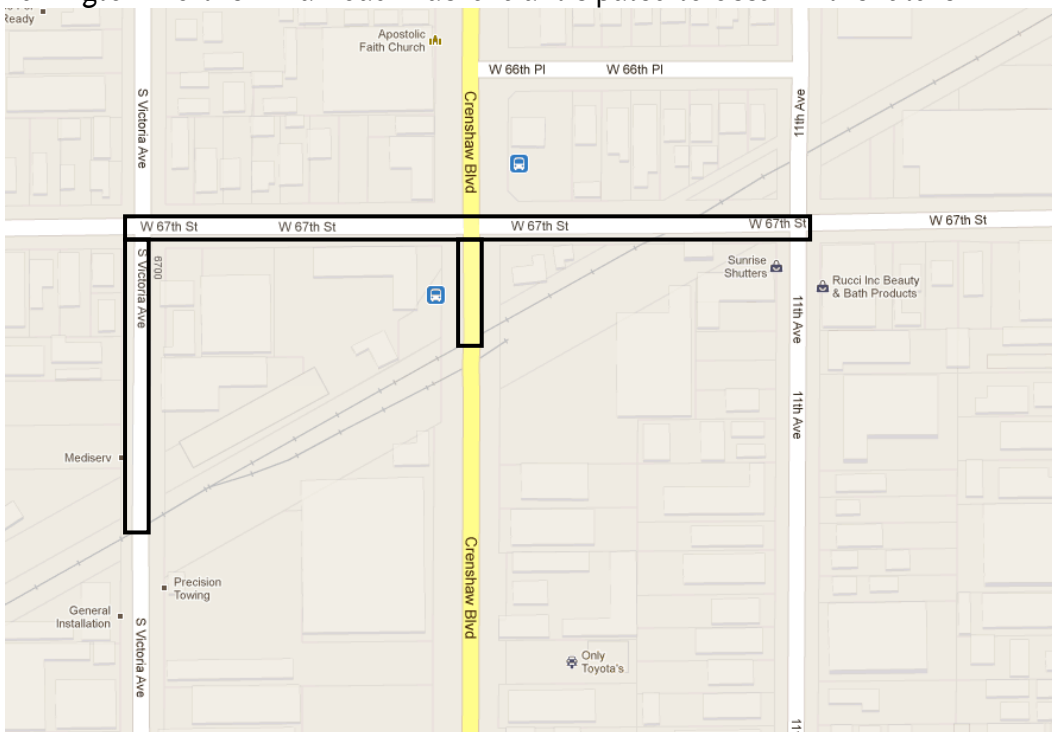 Ready
Apostolic
Faith Church
W 66th Pl
W 66th Pl
S Victoria Ave
Crenshaw Blvd
11th Ave
W 67th St
W 67th St
W 67th St
W 67th St
W 67th St
S Victoria Ave
6700
Sunrise
Shutters
Rucci Inc Beauty
& Bath Products
11th Ave
11th Ave
Mediserv
Crenshaw Blvd
Precision
Towing
General
Installation
S Victoria Ave
Only
Toyota's